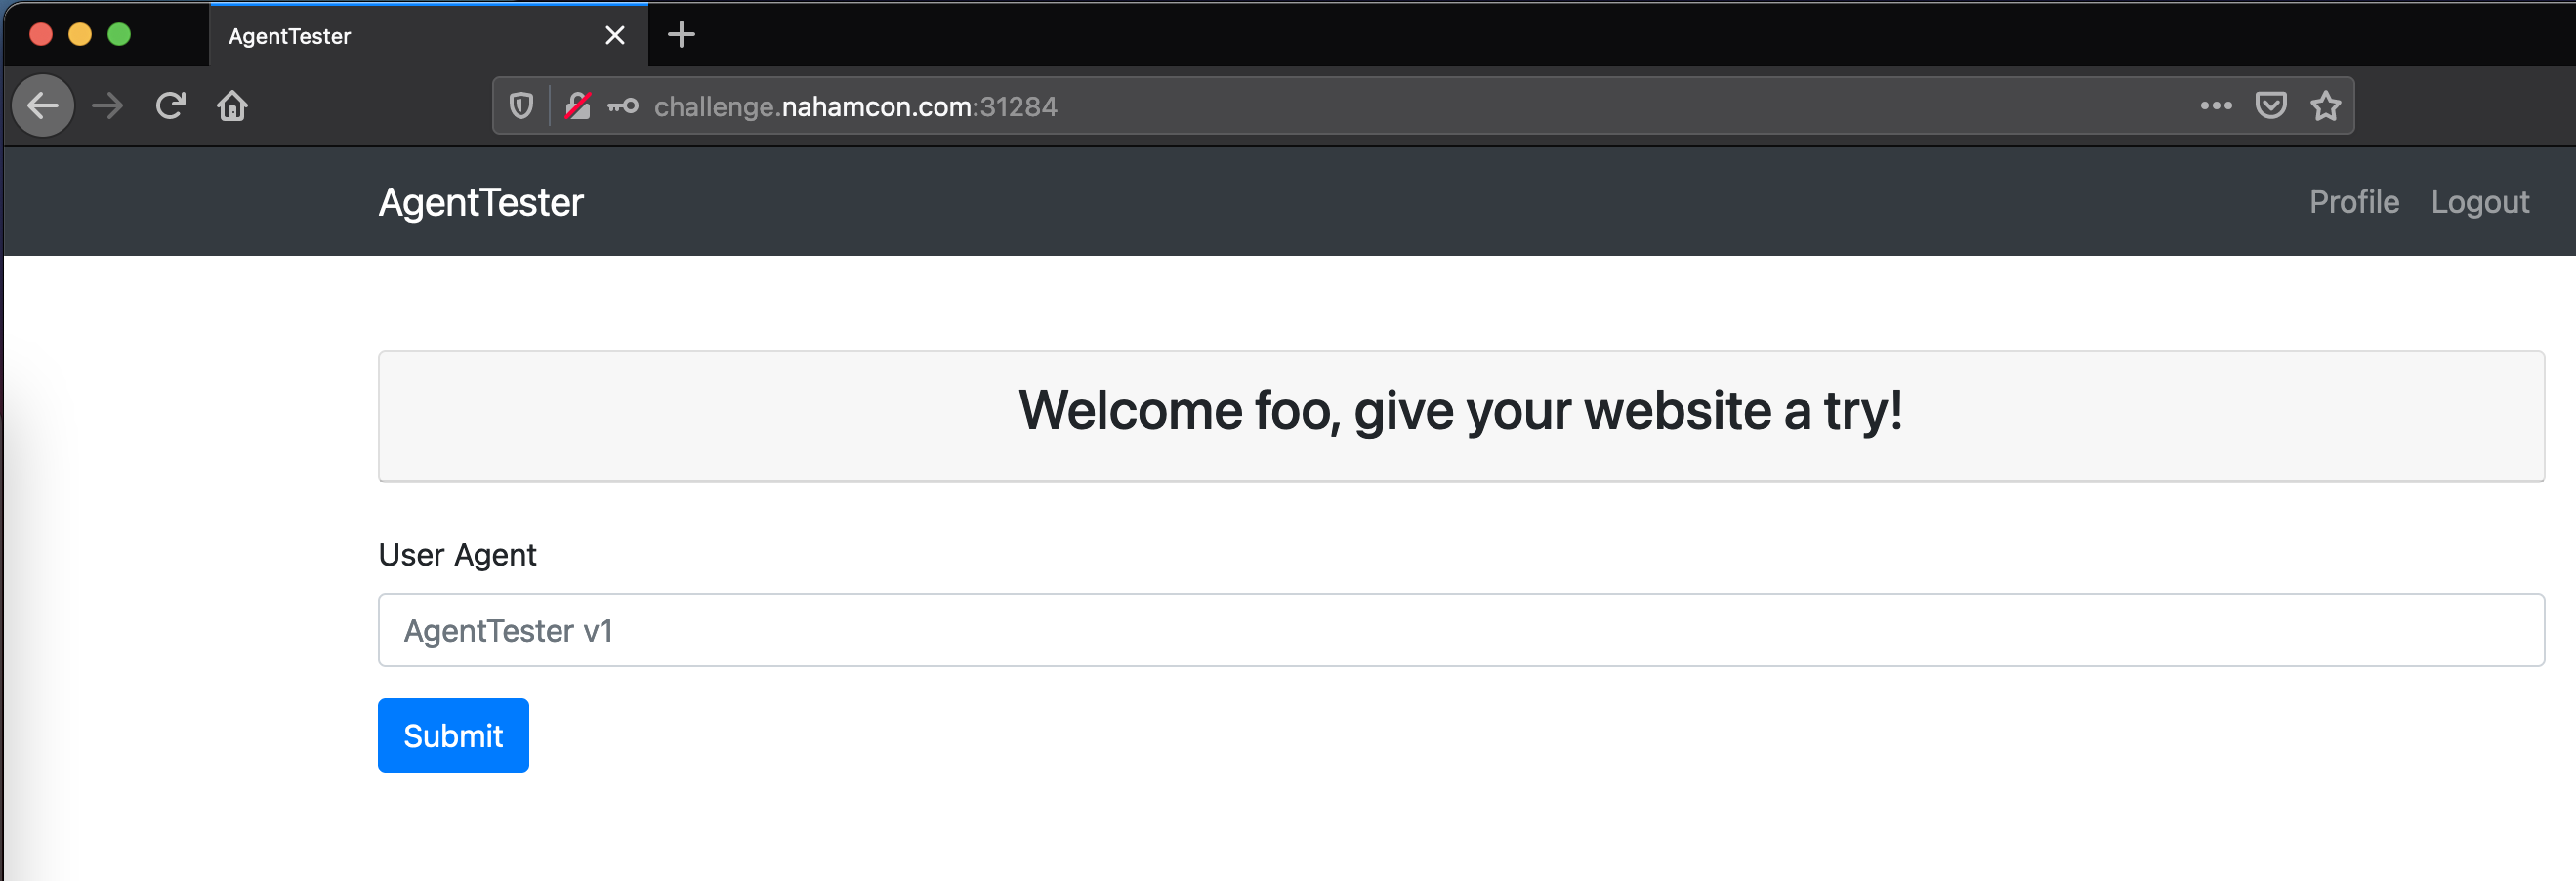 AgentTester
challenge.nahamcon.com:31284
AgentTester Profile Logout
Welcome foo, give your website a try!
User Agent
AgentTester v1
Submit